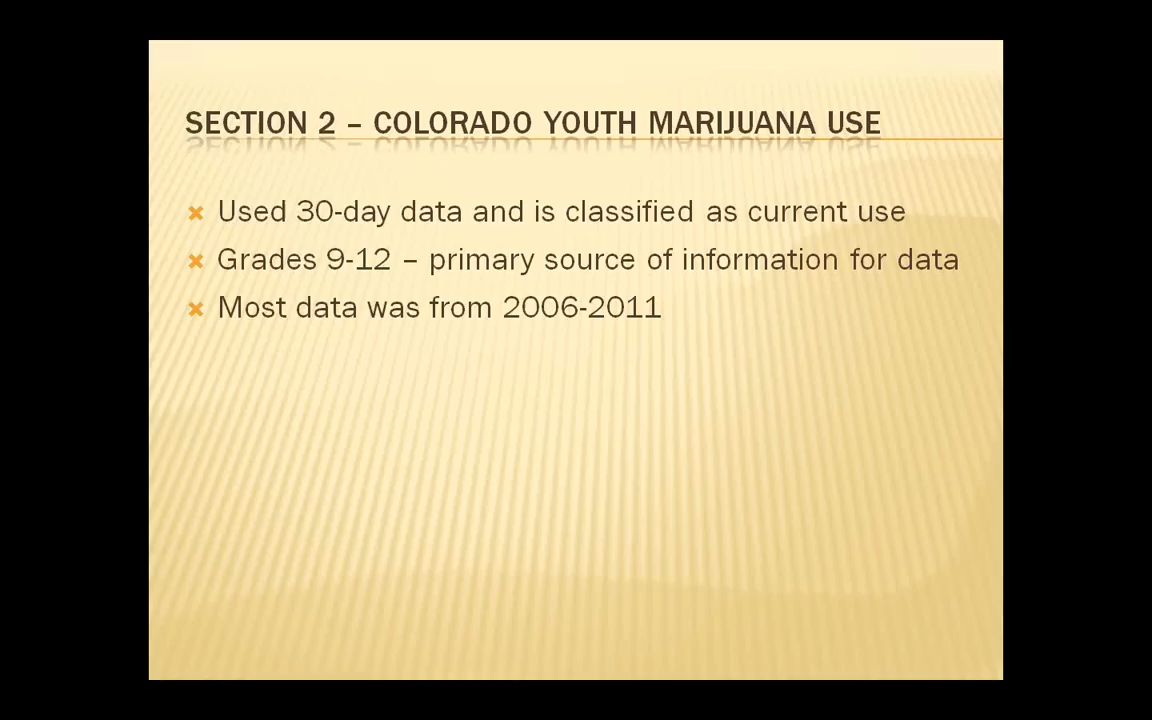 SECTION 2 – COLORADO YOUTH MARIJUANA USE
Used 30-day data and is classified as current use
Grades 9-12 – primary source of information for data
Most data was from 2006-2011